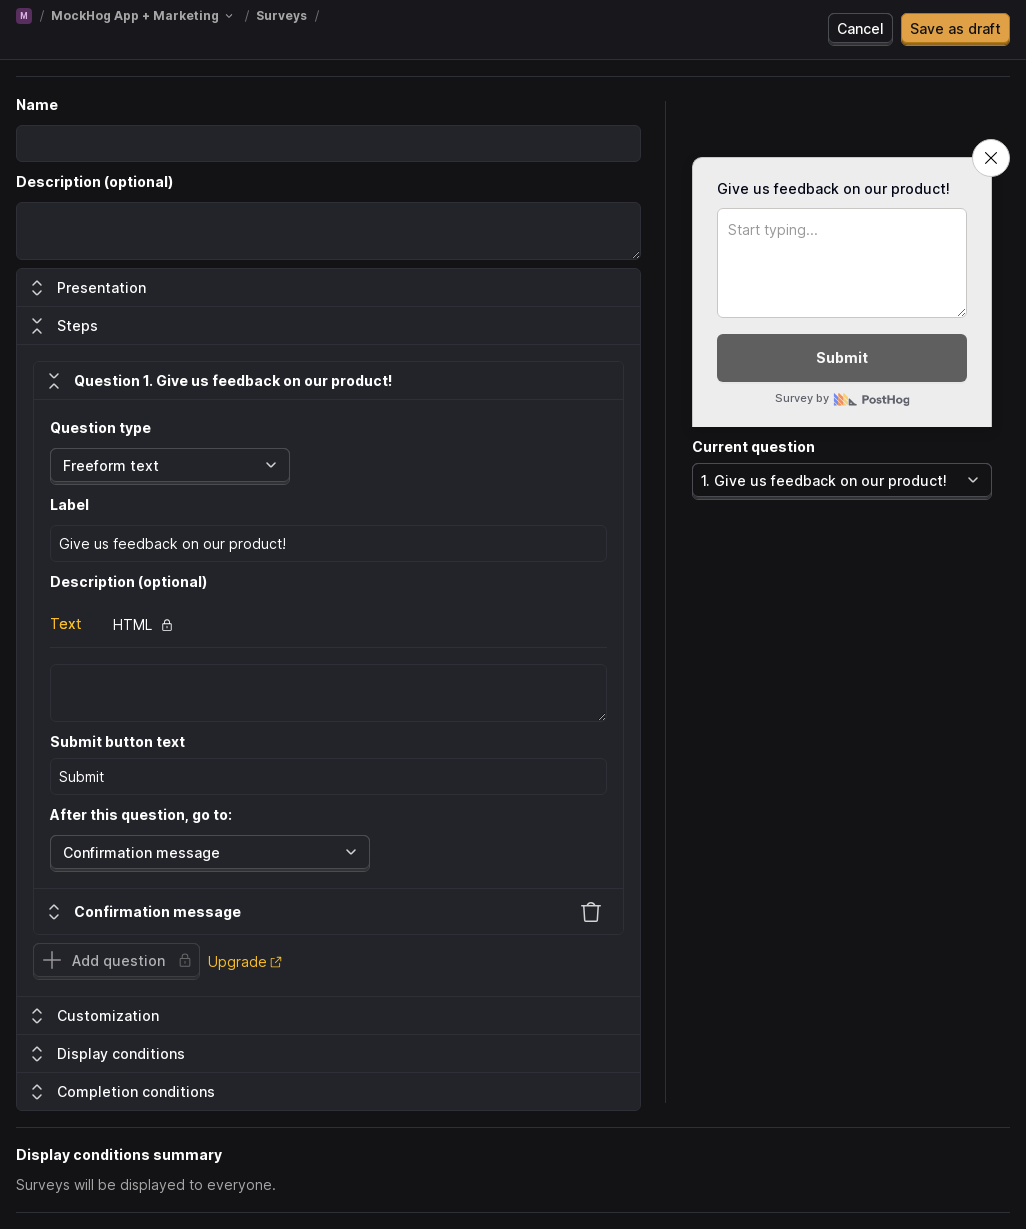 M / MockHog App + Marketing / Surveys /
Cancel
Save as draft
Name
Description (optional)
Presentation
Steps
Question 1. Give us feedback on our product!
Question type
Freeform text
Label
Give us feedback on our product!
Description (optional)
Text
HTML
Submit button text
Submit
After this question, go to:
Confirmation message
Confirmation message
Add question
Upgrade
Customization
Display conditions
Completion conditions
Give us feedback on our product!
Start typing...
Submit
Survey by PostHog
Current question
1. Give us feedback on our product!
Display conditions summary
Surveys will be displayed to everyone.